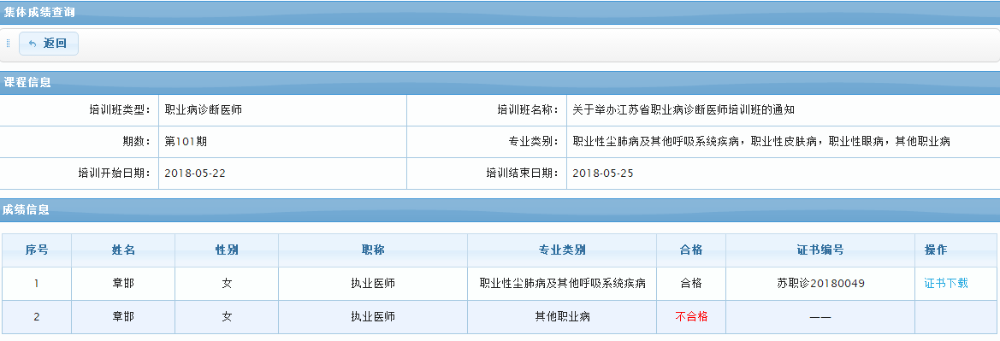 集体成绩查询
返回
课程信息
培训班类型： 职业病诊断医师 培训班名称： 关于举办江苏省职业病诊断医师培训班的通知
期数： 第101期 专业类别： 职业性尘肺病及其他呼吸系统疾病，职业性皮肤病，职业性眼病，其他职业病
培训开始日期： 2018-05-22 培训结束日期： 2018-05-25
成绩信息
序号 姓名 性别 职称 专业类别 合格 证书编号 操作
1 章邯 女 执业医师 职业性尘肺病及其他呼吸系统疾病 合格 苏职诊20180049 证书下载
2 章邯 女 执业医师 其他职业病 不合格 ——